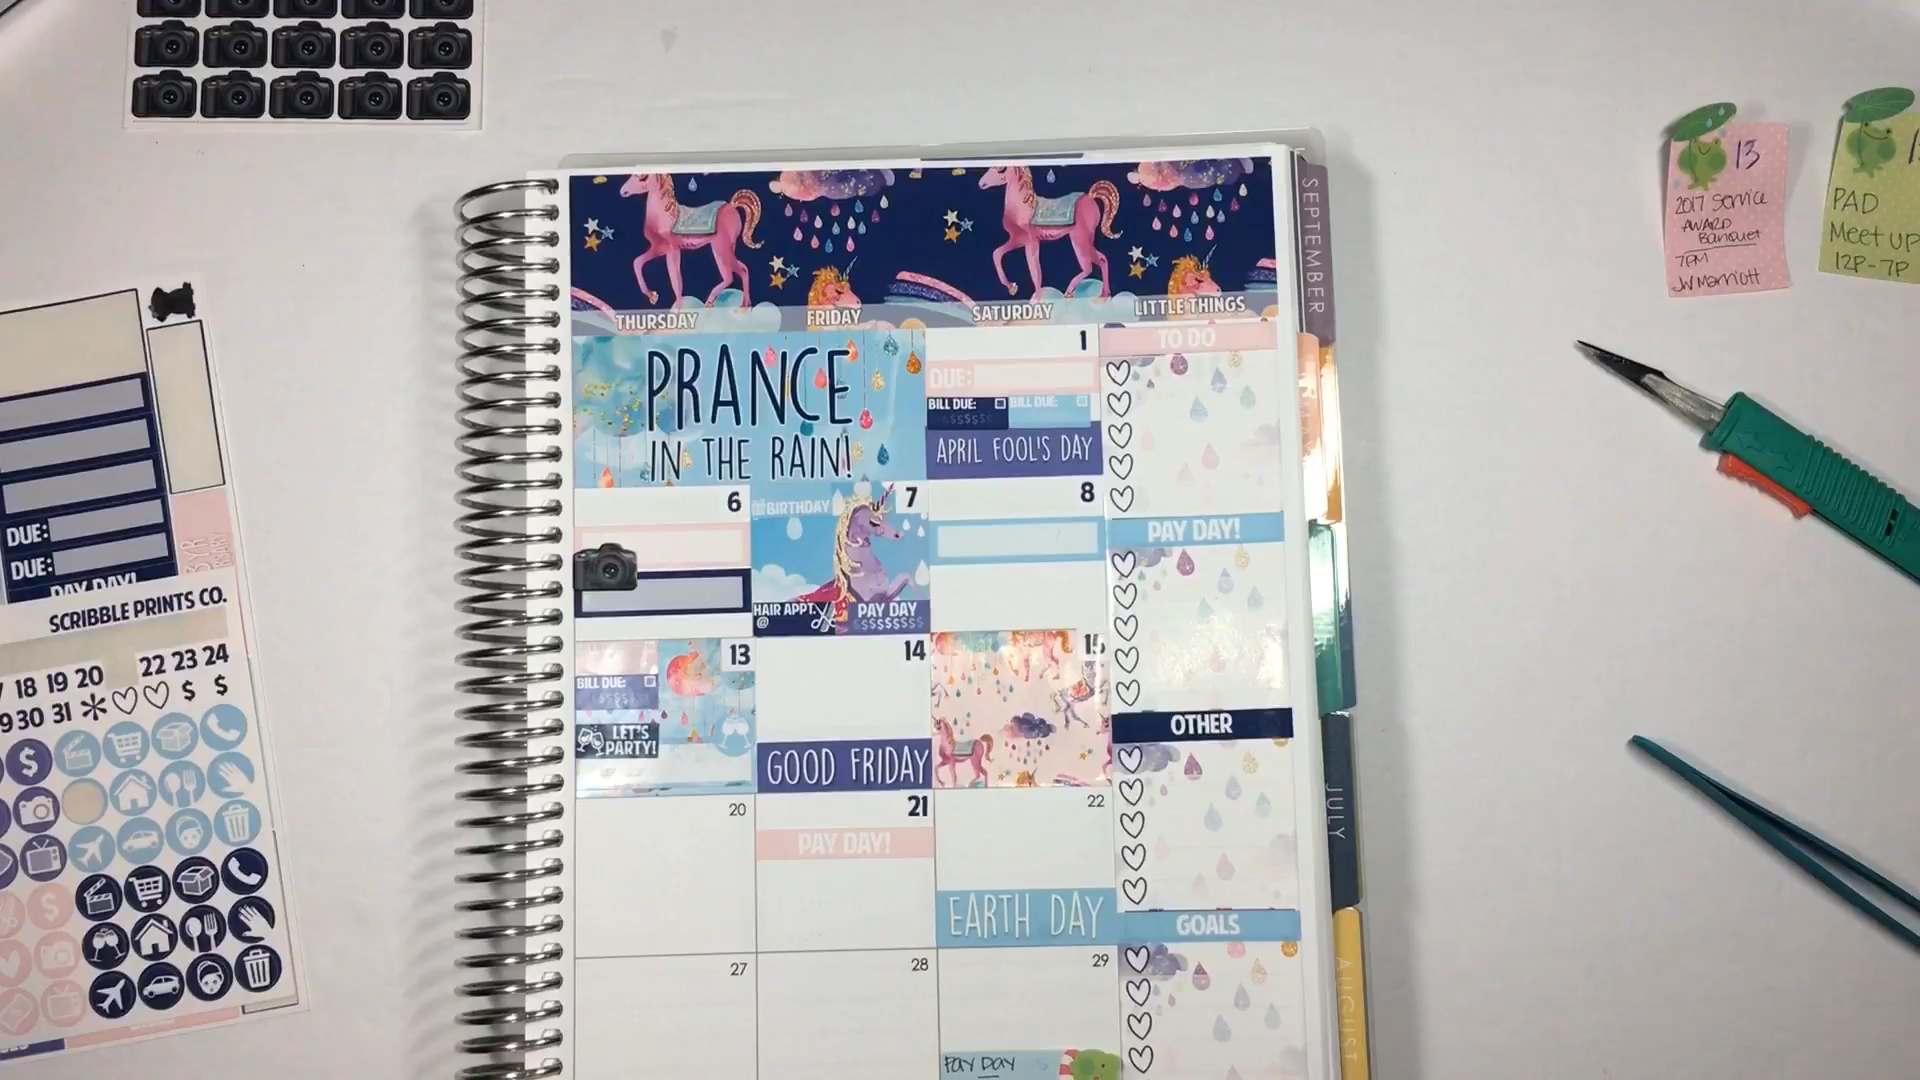 THURSDAY
FRIDAY
SATURDAY
LITTLE THINGS
PRANCE
IN THE RAIN!
1
DUE:
BILL DUE:
$$$$$$
BILL DUE:
APRIL FOOL'S DAY
TO DO
6
BIRTHDAY
7
HAIR APPT.
@
PAY DAY
$$$$$$$$
8
PAY DAY!
13
BILL DUE:
LET'S
PARTY!
14
GOOD FRIDAY
15
OTHER
20
21
PAY DAY!
22
EARTH DAY
GOALS
27
28
29
PAY DAY
SEPTEMBER
JULY
AUGUST
DUE:
DUE:
PAY DAY!
SCRIBBLE PRINTS CO.
18 19 20 22 23 24
30 31 * $ $
13
2017 Service
AWARD
Banquet
7PM
JW Marriott
PAD
Meet up
12P-7P